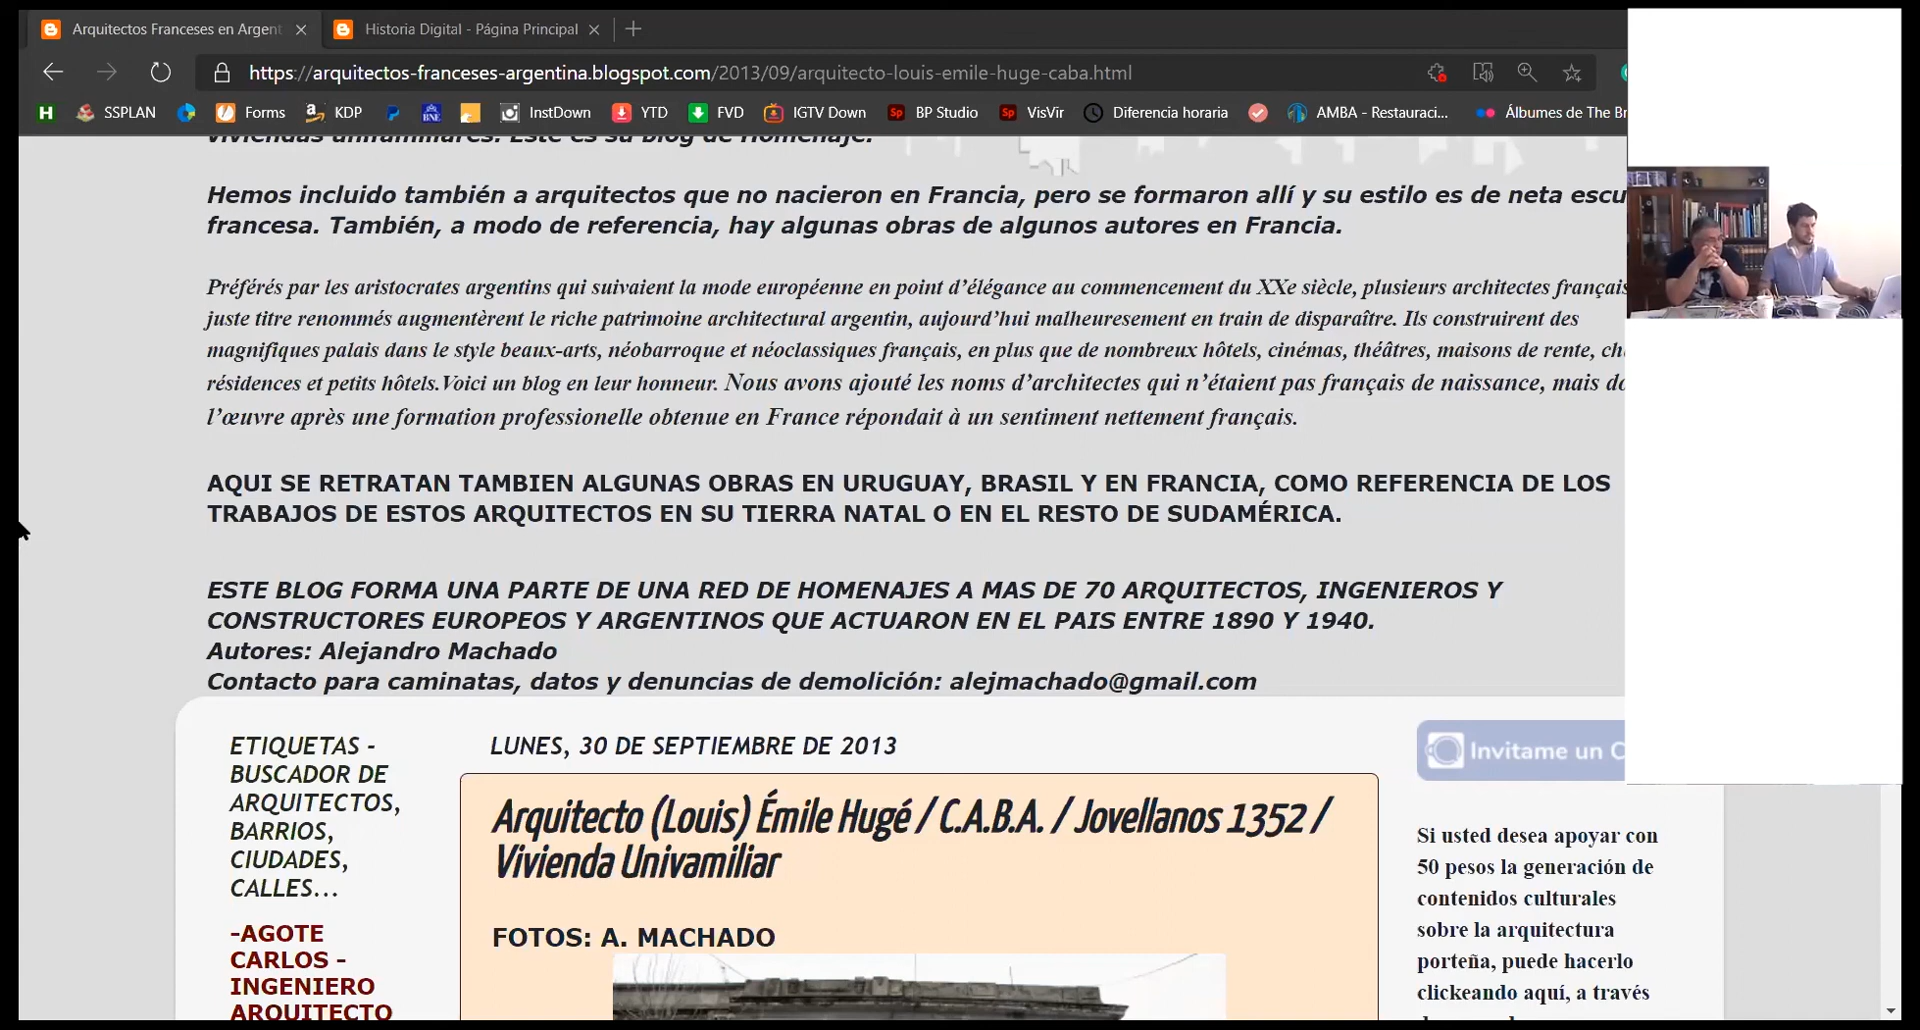 Arquitectos Franceses en Argent
Historia Digital - Página Principal
https://arquitectos-franceses-argentina.blogspot.com/2013/09/arquitecto-louis-emile-huge-caba.html
H SSPLAN Forms KDP BNE InstDown YTD FVD IGTV Down Sp BP Studio Sp VisVir Diferencia horaria AMBA - Restauraci... Álbumes de The Br
viviendas unifamiliares. Este es su blog de Homenaje.
Hemos incluido también a arquitectos que no nacieron en Francia, pero se formaron allí y su estilo es de neta escu
francesa. También, a modo de referencia, hay algunas obras de algunos autores en Francia.
Préférés par les aristocrates argentins qui suivaient la mode européenne en point d’élégance au commencement du XXe siècle, plusieurs architectes français
juste titre renommés augmentèrent le riche patrimoine architectural argentin, aujourd’hui malheuresement en train de disparaître. Ils construirent des
magnifiques palais dans le style beaux-arts, néobarroque et néoclassiques français, en plus que de nombreux hôtels, cinémas, théâtres, maisons de rente, ch
résidences et petits hôtels.Voici un blog en leur honneur. Nous avons ajouté les noms d’architectes qui n’étaient pas français de naissance, mais do
l’œuvre après une formation professionelle obtenue en France répondait à un sentiment nettement français.
AQUI SE RETRATAN TAMBIEN ALGUNAS OBRAS EN URUGUAY, BRASIL Y EN FRANCIA, COMO REFERENCIA DE LOS
TRABAJOS DE ESTOS ARQUITECTOS EN SU TIERRA NATAL O EN EL RESTO DE SUDAMÉRICA.
ESTE BLOG FORMA UNA PARTE DE UNA RED DE HOMENAJES A MAS DE 70 ARQUITECTOS, INGENIEROS Y
CONSTRUCTORES EUROPEOS Y ARGENTINOS QUE ACTUARON EN EL PAIS ENTRE 1890 Y 1940.
Autores: Alejandro Machado
Contacto para caminatas, datos y denuncias de demolición: alejmachado@gmail.com
ETIQUETAS -
BUSCADOR DE
ARQUITECTOS,
BARRIOS,
CIUDADES,
CALLES...
-AGOTE
CARLOS -
INGENIERO
ARQUITECTO
LUNES, 30 DE SEPTIEMBRE DE 2013
Arquitecto (Louis) Émile Hugé / C.A.B.A. / Jovellanos 1352 /
Vivienda Univamiliar
FOTOS: A. MACHADO
Invitame un C
Si usted desea apoyar con
50 pesos la generación de
contenidos culturales
sobre la arquitectura
porteña, puede hacerlo
clickeando aquí, a través